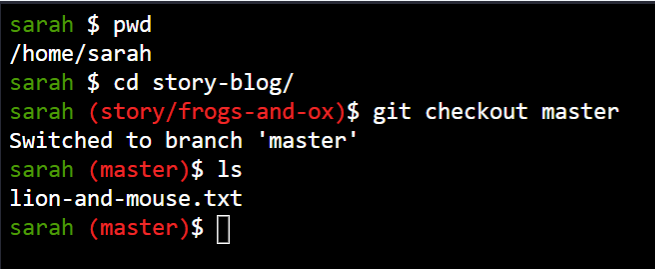 sarah $ pwd
/home/sarah
sarah $ cd story-blog/
sarah (story/frogs-and-ox)$ git checkout master
Switched to branch 'master'
sarah (master)$ ls
lion-and-mouse.txt
sarah (master)$